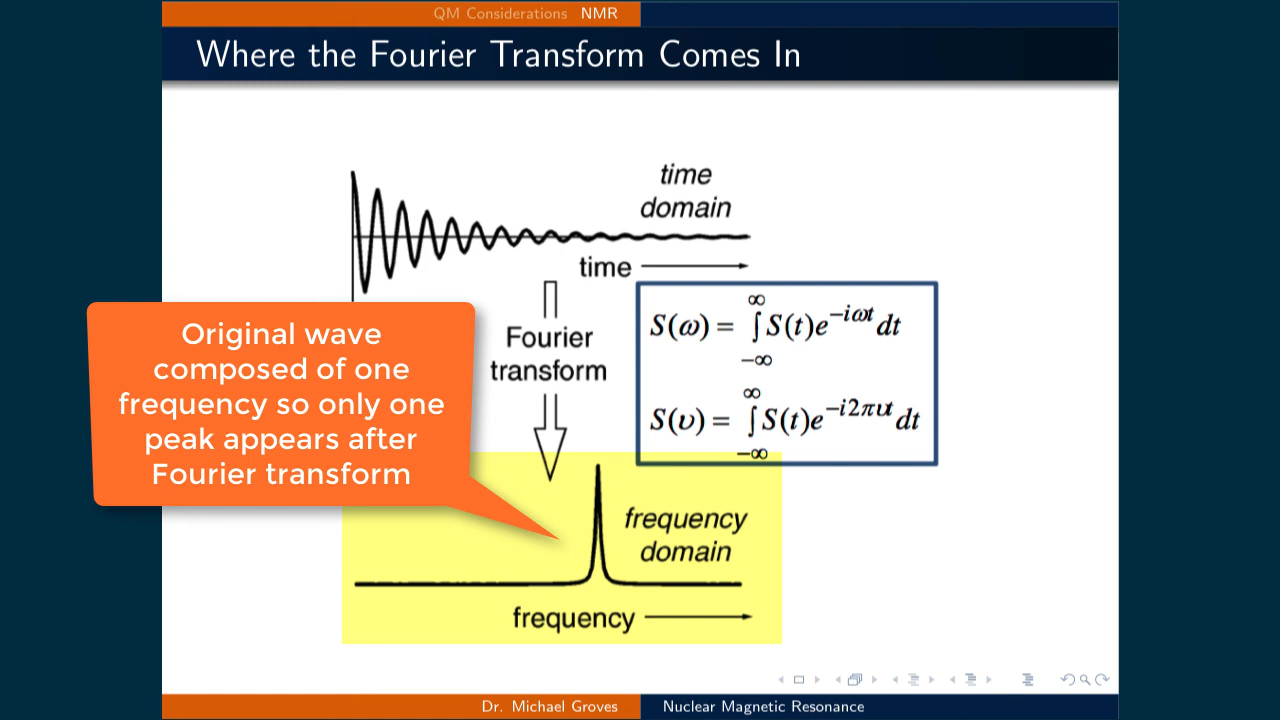 QM Considerations NMR
Where the Fourier Transform Comes In
time
domain
time
Fourier
transform
S(ω) = ∫_{−∞}^{∞} S(t)e^{−iωt} dt
S(υ) = ∫_{−∞}^{∞} S(t)e^{−i2πυt} dt
Original wave
composed of one
frequency so only one
peak appears after
Fourier transform
frequency
domain
frequency
Dr. Michael Groves Nuclear Magnetic Resonance